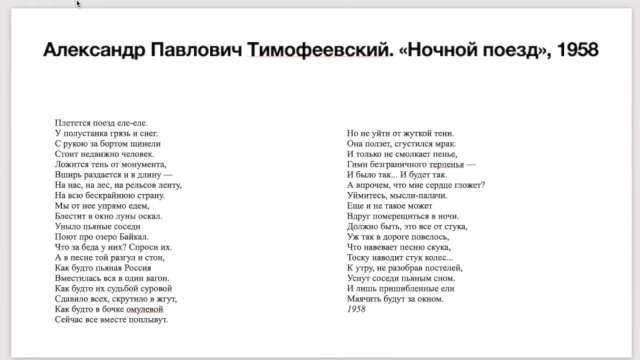 Александр Павлович Тимофеевский. «Ночной поезд», 1958
Плетется поезд еле-еле.
У полустанка грязь и снег.
С рукою за бортом шинели
Стоит недвижно человек.
Ложится тень от монумента,
Вширь раздается и в длину —
На нас, на лес, на рельсов ленту,
На всю бескрайнюю страну.
Мы от нее упрямо едем,
Блестит в окно луны оскал.
Уныло пьяные соседи
Поют про озеро Байкал.
Что за беда у них? Спроси их.
А в песне той разгул и стон,
Как будто пьяная Россия
Вместилась вся в один вагон.
Как будто их судьбой суровой
Сдавило всех, скрутило в жгут,
Как будто в бочке омулевой
Сейчас все вместе поплывут.
Но не уйти от жуткой тени.
Она ползет, сгустился мрак.
И только не смолкает пенье,
Гимн безграничного терпенья —
И было так... И будет так.
А впрочем, что мне сердце гложет?
Уймитесь, мысли-палачи.
Еще и не такое может
Вдруг померещиться в ночи.
Должно быть, это все от стука,
Уж так в дороге повелось,
Что навевает песню скука,
Тоску наводит стук колес...
К утру, не разобрав постелей,
Уснут соседи пьяным сном.
И лишь пришибленные ели
Маячить будут за окном.
1958